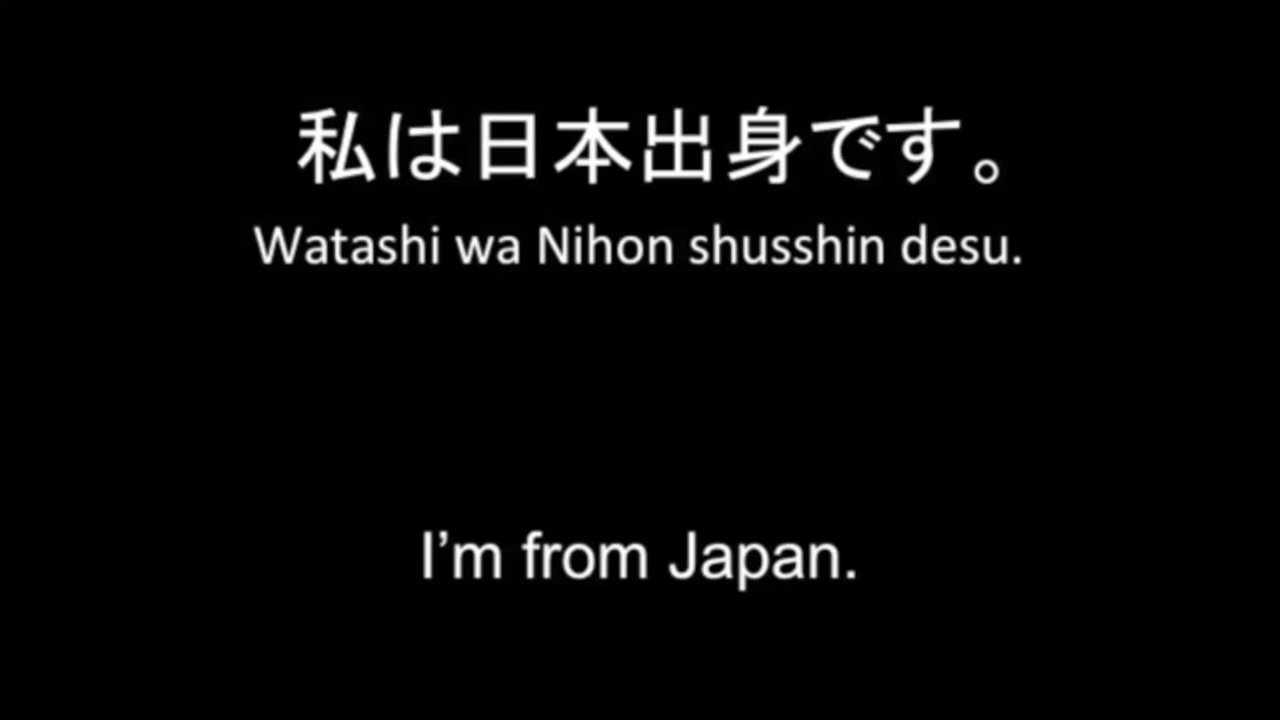 私は日本出身です。
Watashi wa Nihon shusshin desu.
I’m from Japan.